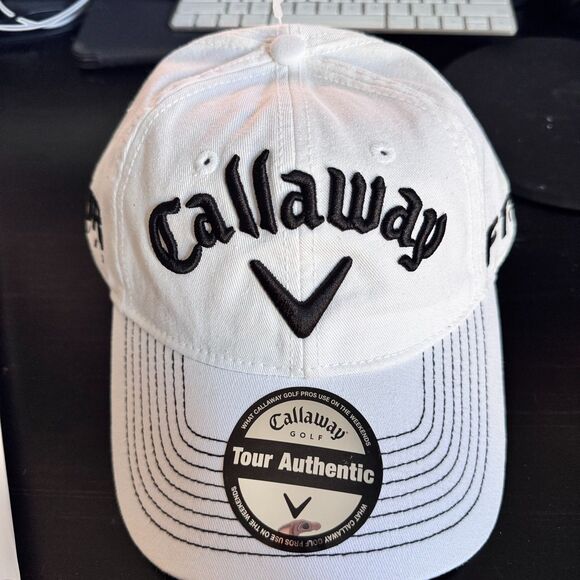 Callaway
WHAT CALLAWAY GOLF PROS USE ON THE WEEKENDS
Callaway
GOLF
Tour Authentic
WHAT CALLAWAY GOLF PROS USE ON THE WEEKENDS